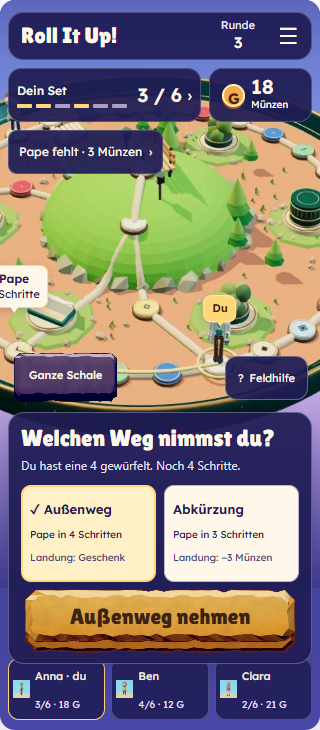 Roll It Up!
Runde
3
Dein Set
3 / 6 ›
G
18
Münzen
Pape fehlt · 3 Münzen ›
Pape
Schritte
Du
Ganze Schale
? Feldhilfe
Welchen Weg nimmst du?
Du hast eine 4 gewürfelt. Noch 4 Schritte.
✓ Außenweg
Pape in 4 Schritten
Landung: Geschenk
Abkürzung
Pape in 3 Schritten
Landung: −3 Münzen
Außenweg nehmen
Anna · du
3/6 · 18 G
Ben
4/6 · 12 G
Clara
2/6 · 21 G